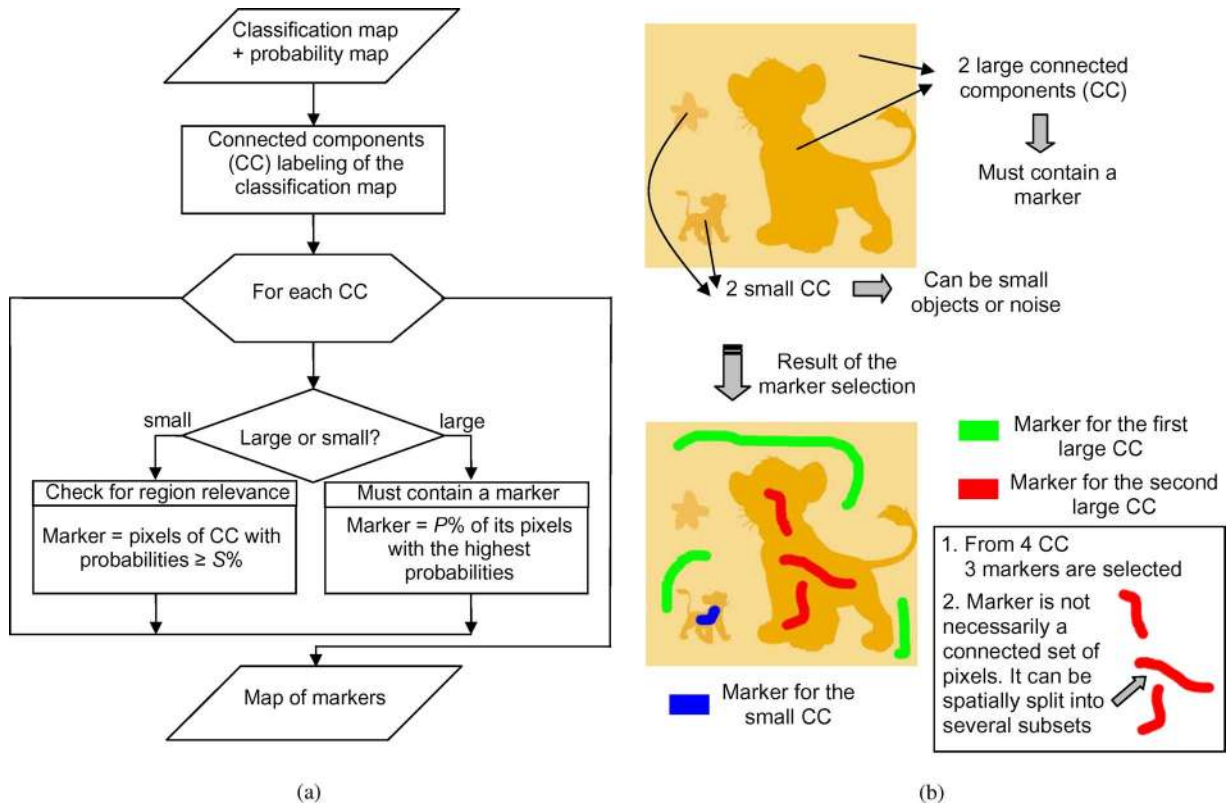 Classification map
+ probability map
Connected components
(CC) labeling of the
classification map
For each CC
small
large
Large or small?
Check for region relevance
Marker = pixels of CC with
probabilities ≥ S%
Must contain a marker
Marker = P% of its pixels
with the highest
probabilities
Map of markers
(a)
2 large connected
components (CC)
Must contain a
marker
2 small CC
Can be small
objects or noise
Result of the
marker selection
Marker for the first
large CC
Marker for the second
large CC
1. From 4 CC
3 markers are selected
2. Marker is not
necessarily a
connected set of
pixels. It can be
spatially split into
several subsets
Marker for the
small CC
(b)